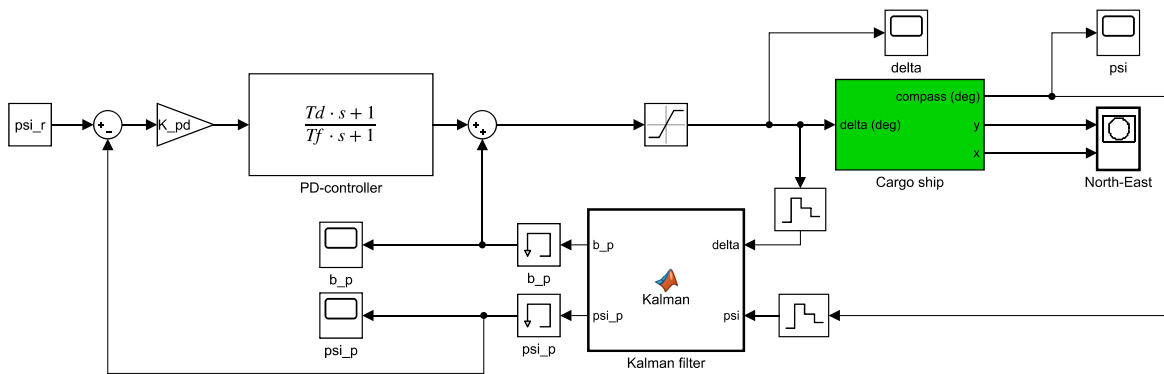 delta
psi
psi_r
+
−
K_pd
Td · s + 1
Tf · s + 1
PD-controller
+
+
compass (deg)
delta (deg)
y
x
Cargo ship
North-East
b_p
b_p
b_p
delta
Kalman
psi_p
psi
psi_p
psi_p
Kalman filter